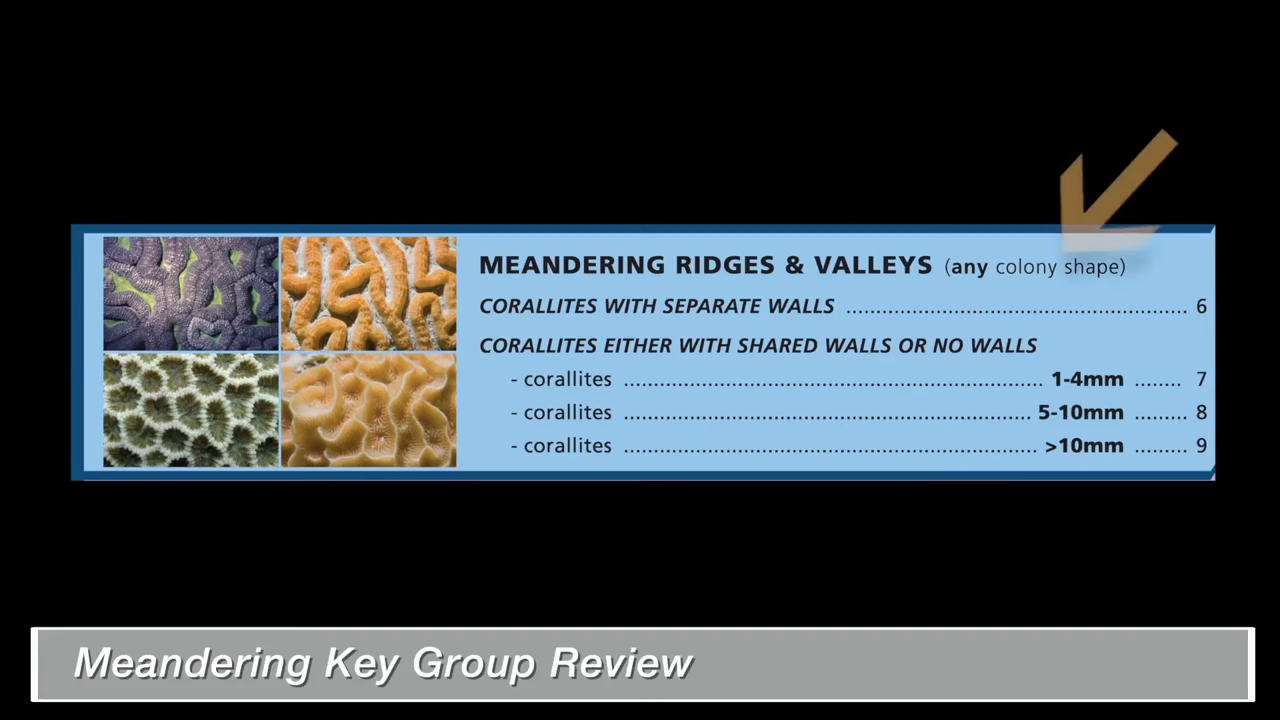 MEANDERING RIDGES & VALLEYS (any colony shape)
CORALLITES WITH SEPARATE WALLS ........................................................ 6
CORALLITES EITHER WITH SHARED WALLS OR NO WALLS
- corallites ..................................................................... 1-4mm ........ 7
- corallites ................................................................... 5-10mm ......... 8
- corallites .................................................................... >10mm ......... 9
Meandering Key Group Review